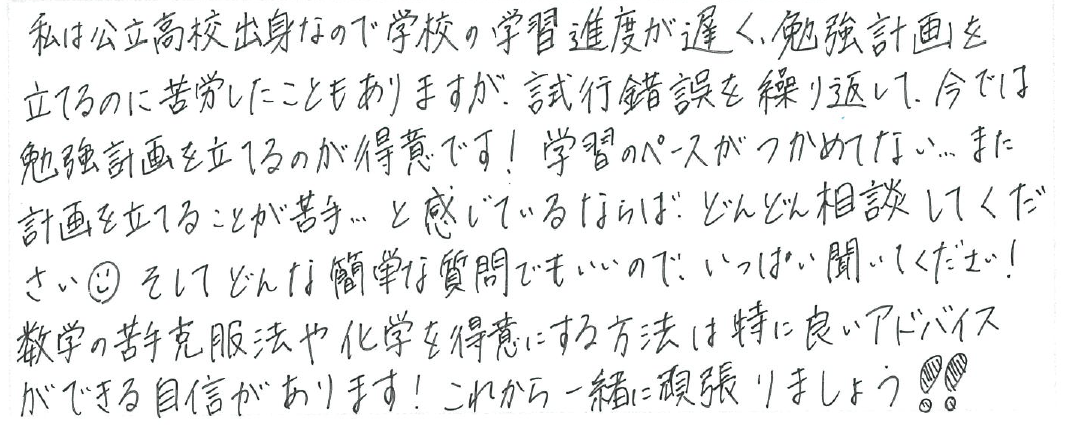 私は公立高校出身なので学校の学習進度が遅く、勉強計画を
立てるのに苦労したこともありますが、試行錯誤を繰り返して、今では
勉強計画を立てるのが得意です！学習のペースがつかめてない…また
計画を立てることが苦手…と感じているならば、どんどん相談してくだ
さい☺そしてどんな簡単な質問でもいいので、いっぱい聞いてください！
数学の苦手克服法や化学を得意にする方法は特に良いアドバイス
ができる自信があります！これから一緒に頑張りましょう!!